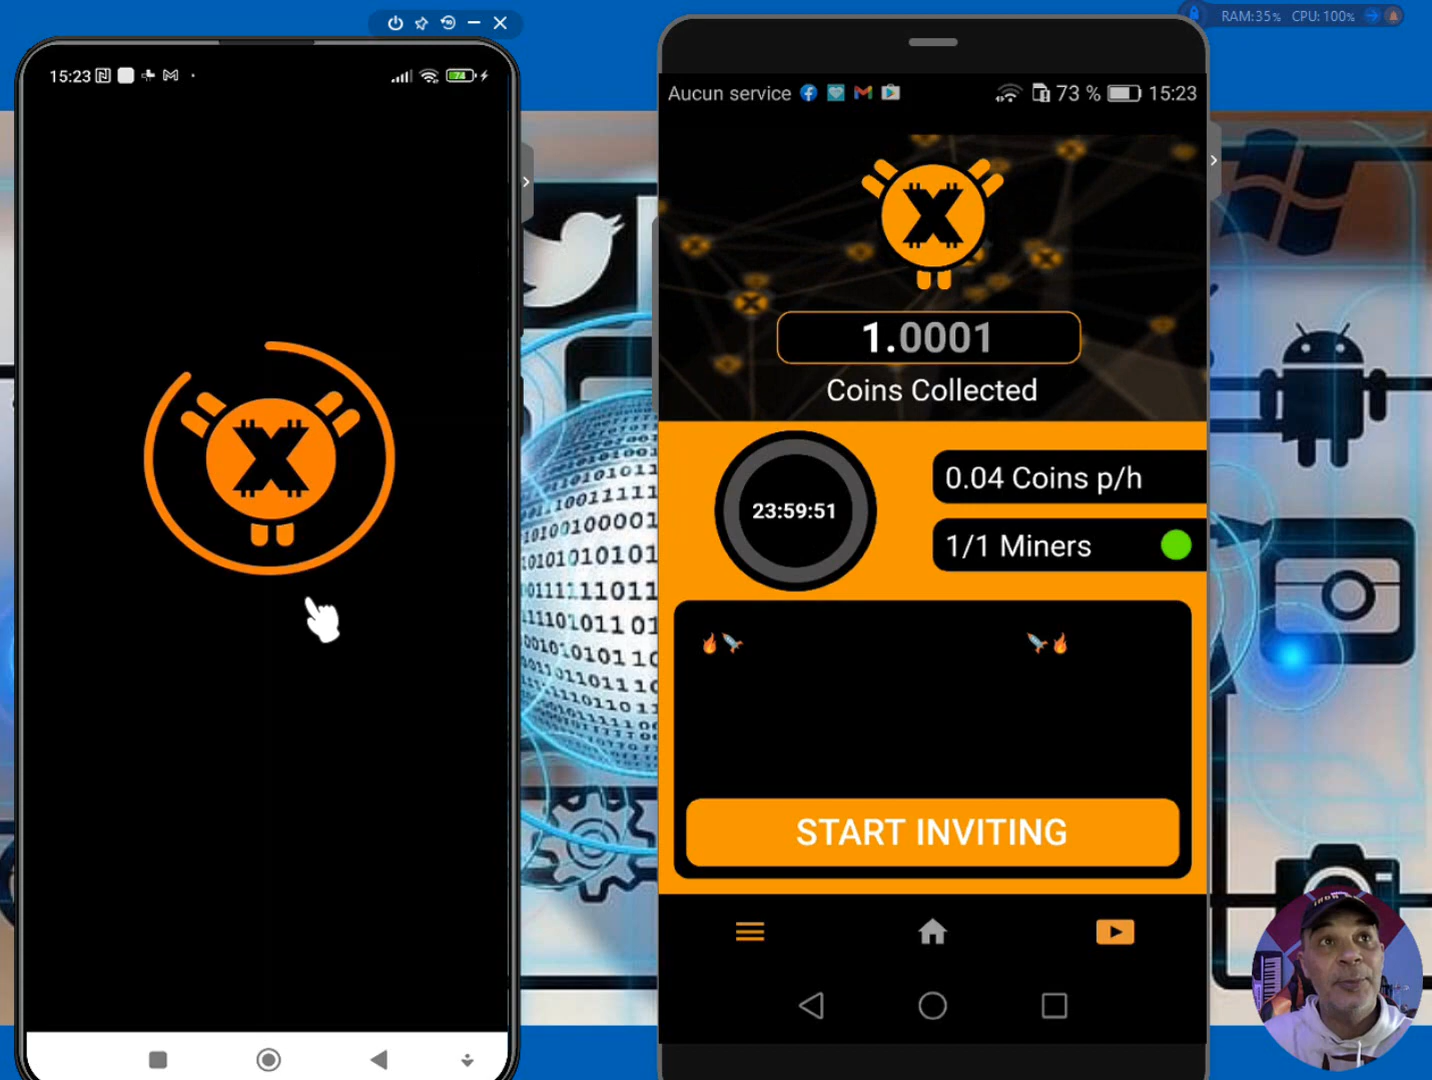 RAM:35% CPU: 100%
15:23
74
Aucun service 73 % 15:23
X
1.0001
Coins Collected
X
23:59:51
0.04 Coins p/h
1/1 Miners
START INVITING